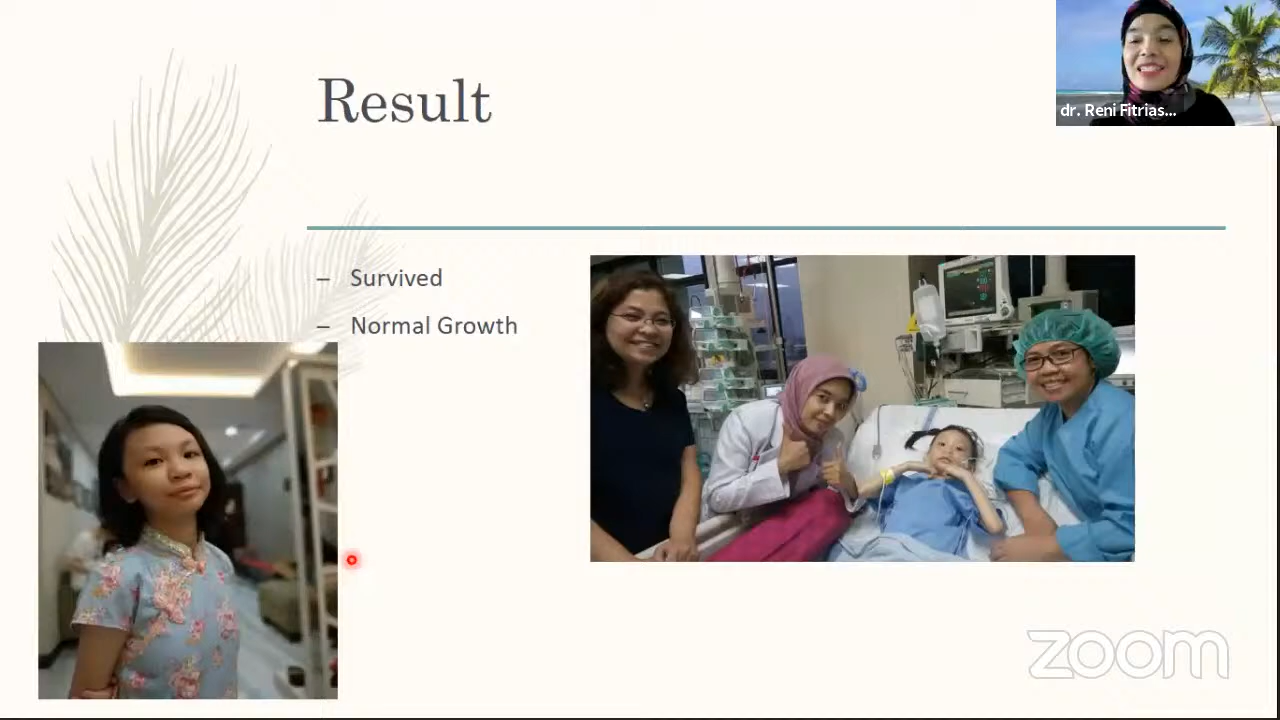 Result
dr. Reni Fitrias...
– Survived
– Normal Growth
zoom